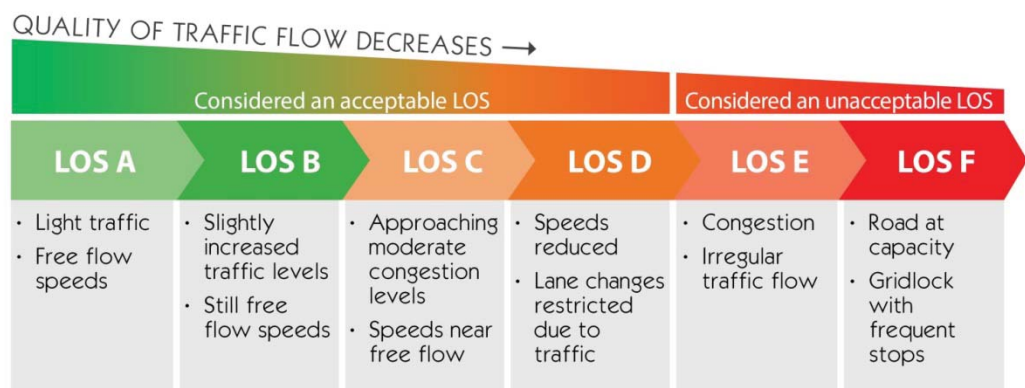 QUALITY OF TRAFFIC FLOW DECREASES →
Considered an acceptable LOS
Considered an unacceptable LOS
LOS A
LOS B
LOS C
LOS D
LOS E
LOS F
• Light traffic
• Free flow
speeds
• Slightly
increased
traffic levels
• Still free
flow speeds
• Approaching
moderate
congestion
levels
• Speeds near
free flow
• Speeds
reduced
• Lane changes
restricted
due to
traffic
• Congestion
• Irregular
traffic flow
• Road at
capacity
• Gridlock
with
frequent
stops